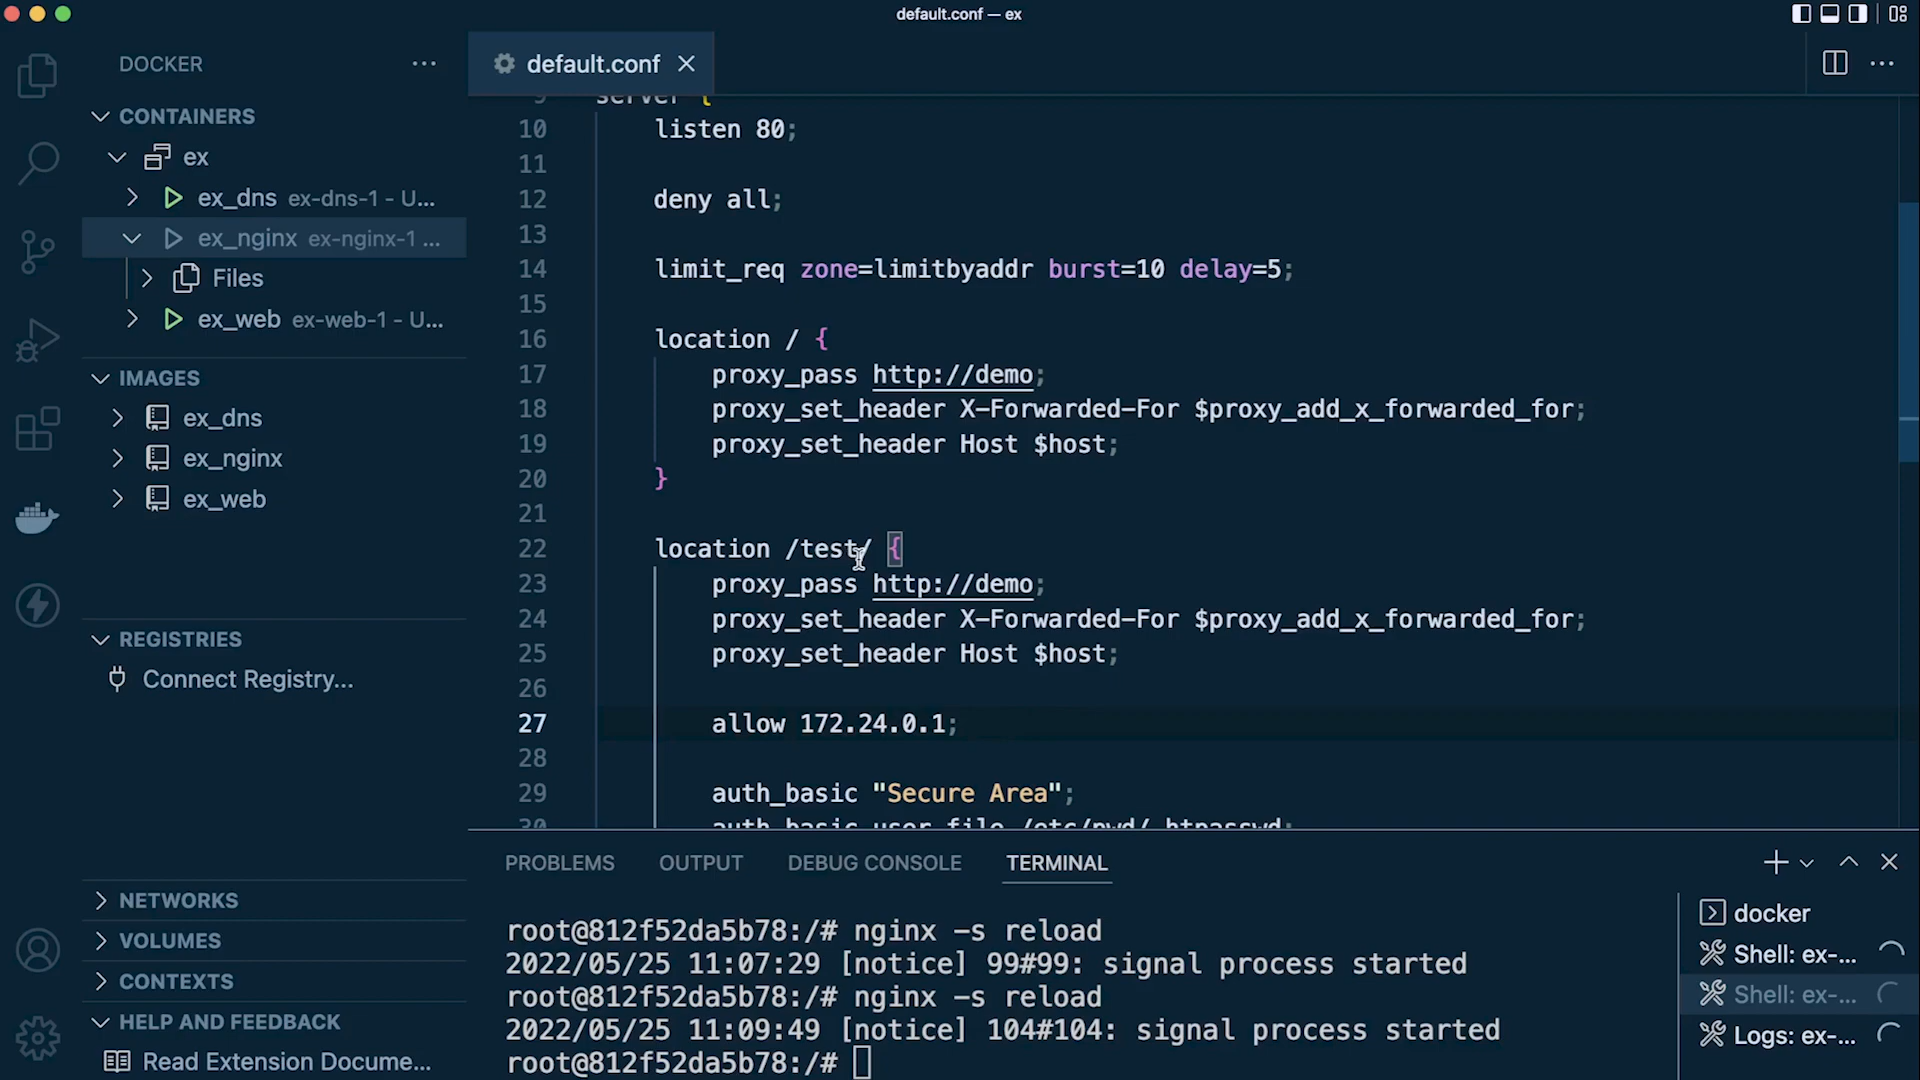 default.conf — ex
DOCKER
CONTAINERS
ex
ex_dns ex-dns-1 - U...
ex_nginx ex-nginx-1 ...
Files
ex_web ex-web-1 - U...
IMAGES
ex_dns
ex_nginx
ex_web
REGISTRIES
Connect Registry...
NETWORKS
VOLUMES
CONTEXTS
HELP AND FEEDBACK
Read Extension Docume...
default.conf
9 server {
10 listen 80;
11
12 deny all;
13
14 limit_req zone=limitbyaddr burst=10 delay=5;
15
16 location / {
17 proxy_pass http://demo;
18 proxy_set_header X-Forwarded-For $proxy_add_x_forwarded_for;
19 proxy_set_header Host $host;
20 }
21
22 location /test/ {
23 proxy_pass http://demo;
24 proxy_set_header X-Forwarded-For $proxy_add_x_forwarded_for;
25 proxy_set_header Host $host;
26
27 allow 172.24.0.1;
28
29 auth_basic "Secure Area";
30 auth_basic_user_file /etc/pwd/.htpasswd;
PROBLEMS OUTPUT DEBUG CONSOLE TERMINAL
root@812f52da5b78:/# nginx -s reload
2022/05/25 11:07:29 [notice] 99#99: signal process started
root@812f52da5b78:/# nginx -s reload
2022/05/25 11:09:49 [notice] 104#104: signal process started
root@812f52da5b78:/#
docker
Shell: ex-...
Shell: ex-...
Logs: ex-...